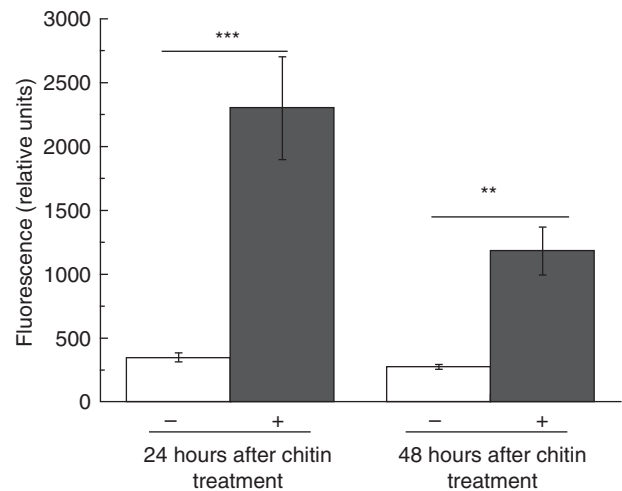 Fluorescence (relative units)
3000
2500
2000
1500
1000
500
0
***
**
− + − +
24 hours after chitin 48 hours after chitin
treatment treatment